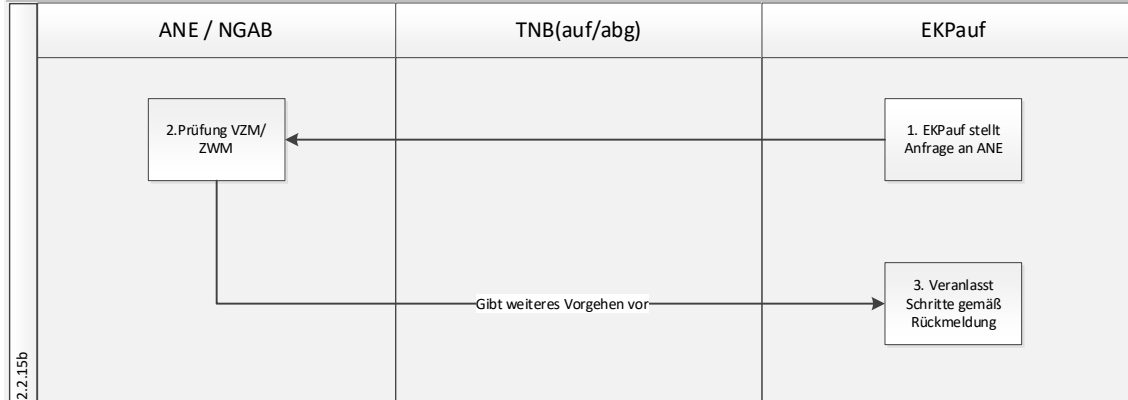 ANE / NGAB
TNB(auf/abg)
EKPauf
2.Prüfung VZM/
ZWM
1. EKPauf stellt
Anfrage an ANE
Gibt weiteres Vorgehen vor
3. Veranlasst
Schritte gemäß
Rückmeldung
2.2.15b